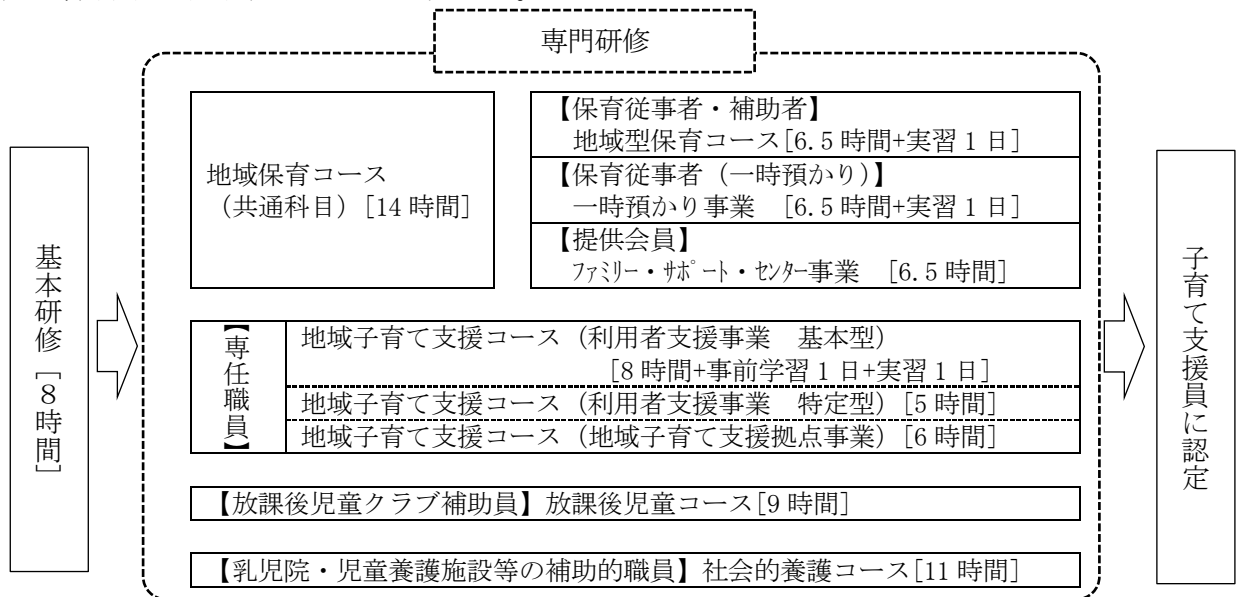 専門研修
基本研修［８時間］
地域保育コース
（共通科目）[14 時間]
【保育従事者・補助者】
地域型保育コース[6.5 時間+実習 1 日]
【保育従事者（一時預かり）】
一時預かり事業　[6.5 時間+実習 1 日]
【提供会員】
ﾌｧﾐﾘｰ・ｻﾎﾟｰﾄ・ｾﾝﾀｰ事業　[6.5 時間]
【専任職員】
地域子育て支援コース（利用者支援事業　基本型）
[8 時間+事前学習 1 日+実習 1 日]
地域子育て支援コース（利用者支援事業　特定型）[5 時間]
地域子育て支援コース（地域子育て支援拠点事業）[6 時間]
【放課後児童クラブ補助員】放課後児童コース[9 時間]
【乳児院・児童養護施設等の補助的職員】社会的養護コース[11 時間]
子育て支援員に認定